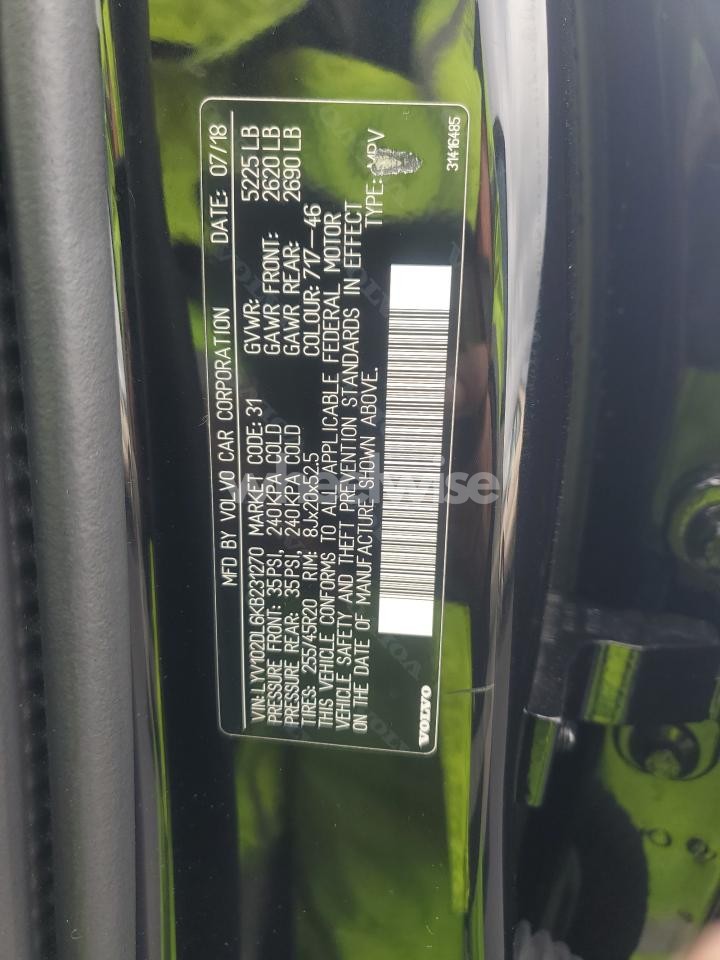 MFD BY VOLVO CAR CORPORATION DATE: 07/18
VIN: LYV102DL6KB231270 MARKET CODE: 31 GVWR: 5225 LB
PRESSURE FRONT: 35 PSI, 240 KPA COLD GAWR FRONT: 2620 LB
PRESSURE REAR: 35 PSI, 240 KPA COLD GAWR REAR: 2690 LB
TIRES: 255/45R20 RIM: 8Jx20x52.5 COLOUR: 717-46
THIS VEHICLE CONFORMS TO ALL APPLICABLE FEDERAL MOTOR
VEHICLE SAFETY AND THEFT PREVENTION STANDARDS IN EFFECT
ON THE DATE OF MANUFACTURE SHOWN ABOVE. TYPE: MPV
VOLVO 31416485